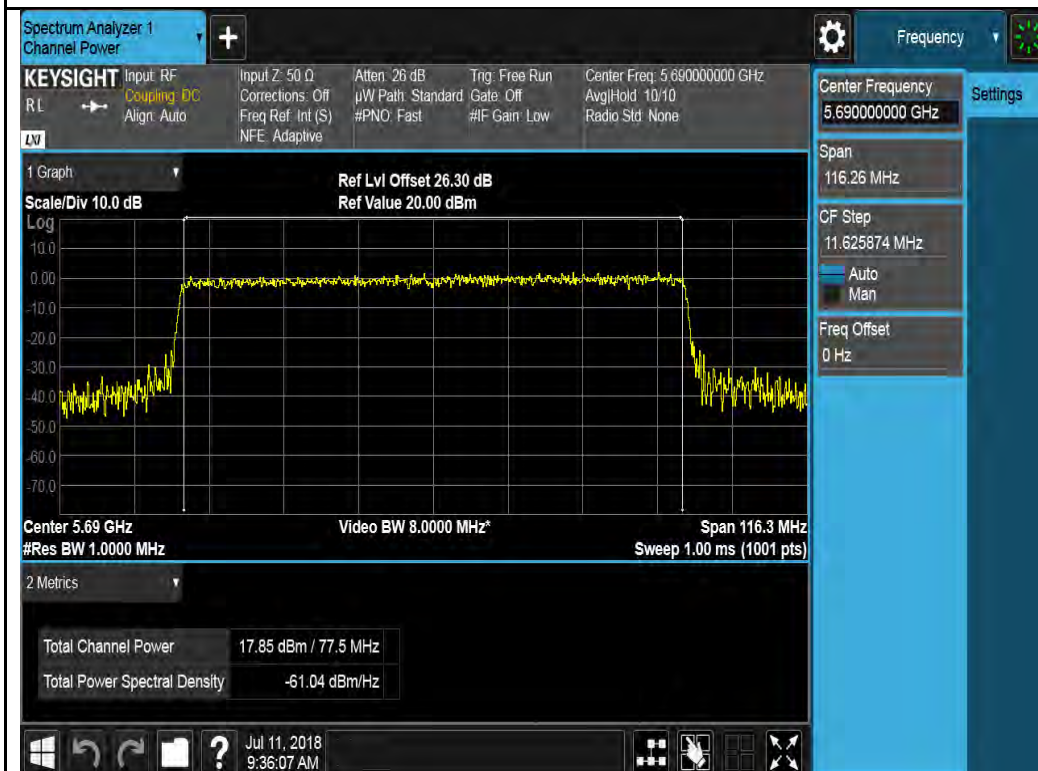 Spectrum Analyzer 1
Channel Power
+
Frequency
KEYSIGHT
R L
LXI
Input: RF
Coupling: DC
Align: Auto
Input Z: 50 Ω
Corrections: Off
Freq Ref: Int (S)
NFE: Adaptive
Atten: 26 dB
µW Path: Standard
#PNO: Fast
Trig: Free Run
Gate: Off
#IF Gain: Low
Center Freq: 5.690000000 GHz
Avg|Hold: 10/10
Radio Std: None
Center Frequency
5.690000000 GHz
Settings
Span
116.26 MHz
CF Step
11.625874 MHz
Auto
Man
Freq Offset
0 Hz
1 Graph
Scale/Div 10.0 dB
Ref Lvl Offset 26.30 dB
Ref Value 20.00 dBm
Log
10.0
0.00
-10.0
-20.0
-30.0
-40.0
-50.0
-60.0
-70.0
Center 5.69 GHz
Video BW 8.0000 MHz*
Span 116.3 MHz
#Res BW 1.0000 MHz
Sweep 1.00 ms (1001 pts)
2 Metrics
Total Channel Power 17.85 dBm / 77.5 MHz
Total Power Spectral Density -61.04 dBm/Hz
?
Jul 11, 2018
9:36:07 AM